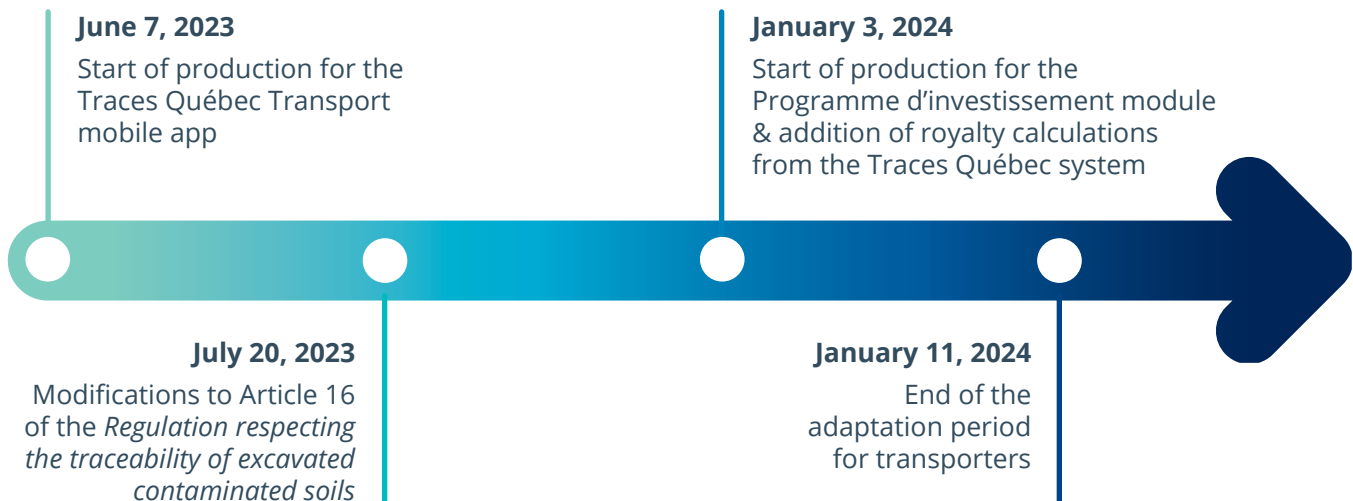 June 7, 2023
Start of production for the
Traces Québec Transport
mobile app
January 3, 2024
Start of production for the
Programme d’investissement module
& addition of royalty calculations
from the Traces Québec system
July 20, 2023
Modifications to Article 16
of the Regulation respecting
the traceability of excavated
contaminated soils
January 11, 2024
End of the
adaptation period
for transporters